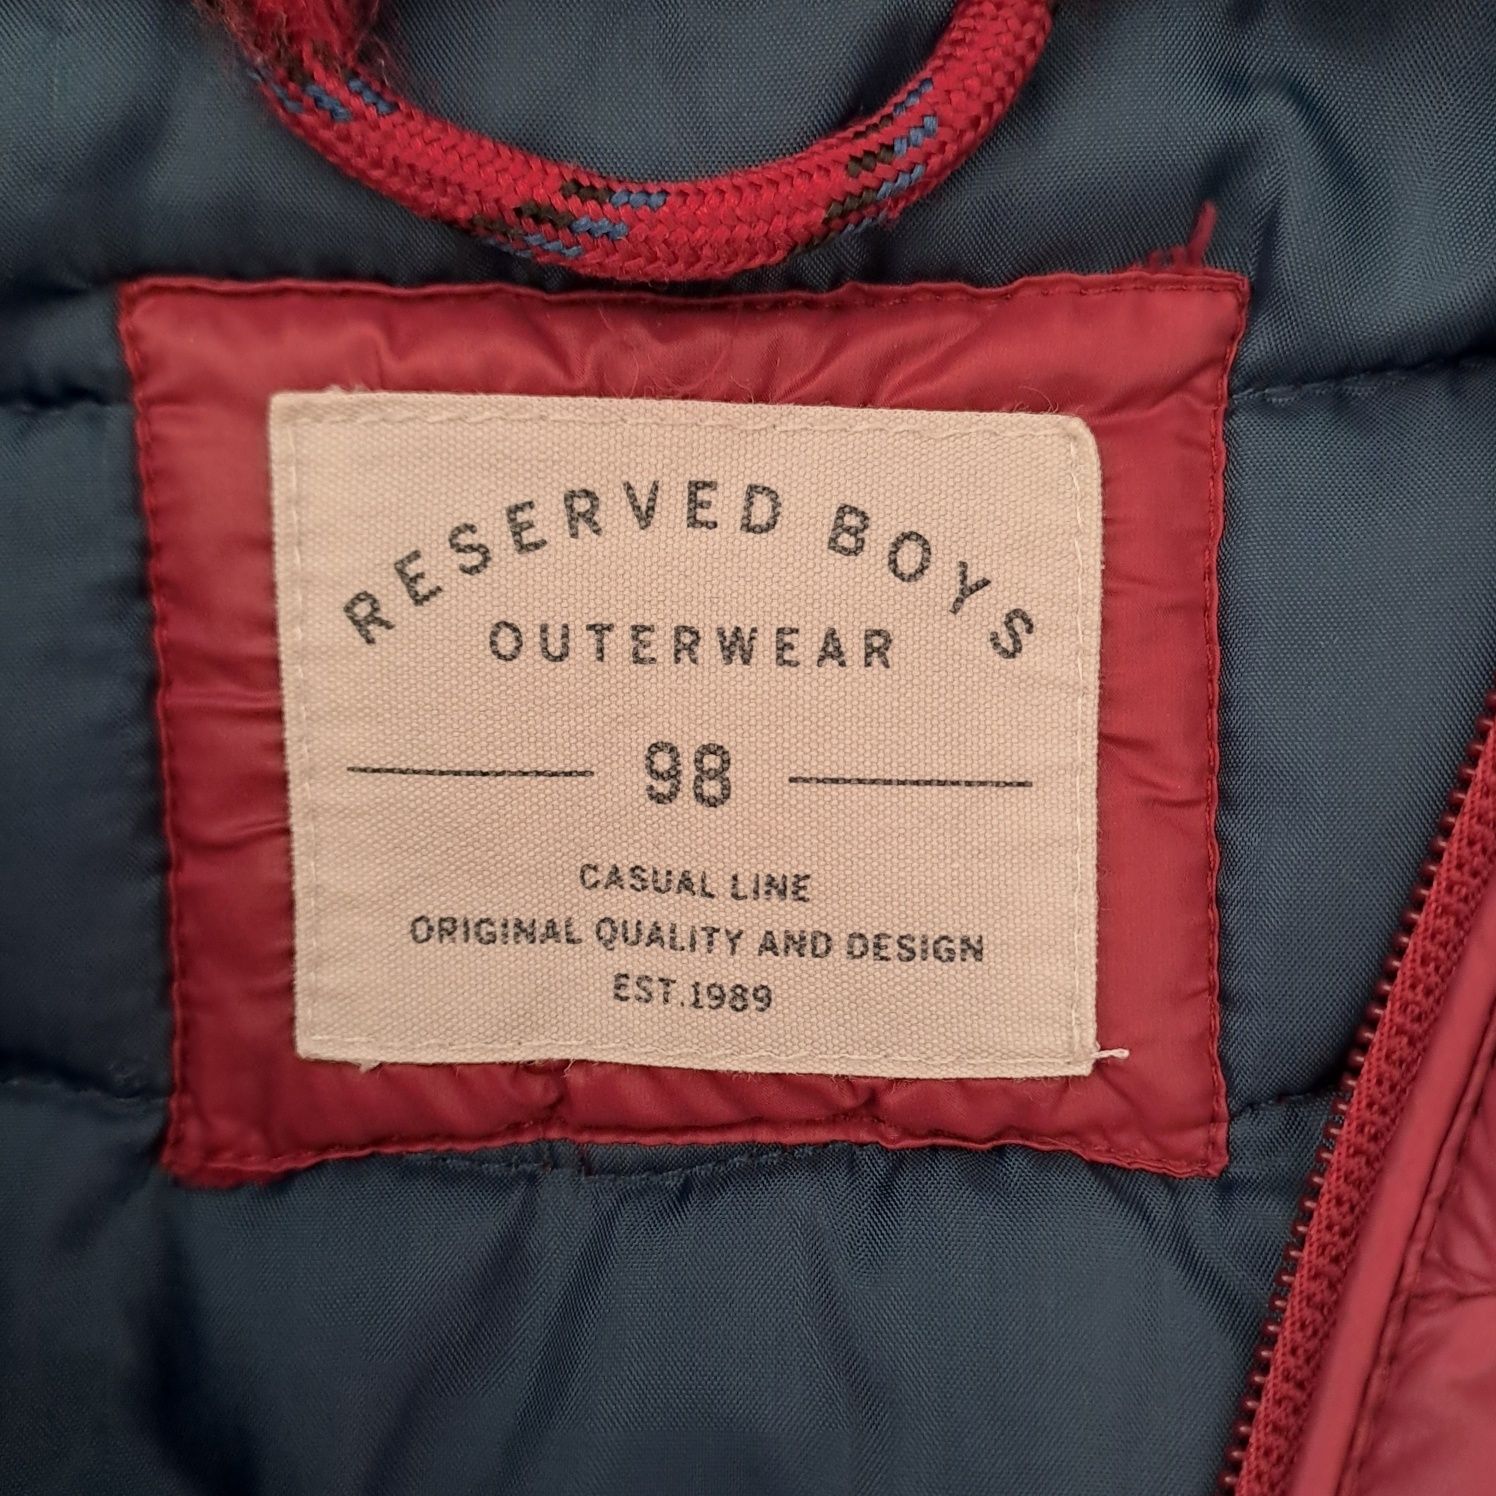 RESERVED BOYS
OUTERWEAR
98
CASUAL LINE
ORIGINAL QUALITY AND DESIGN
EST.1989